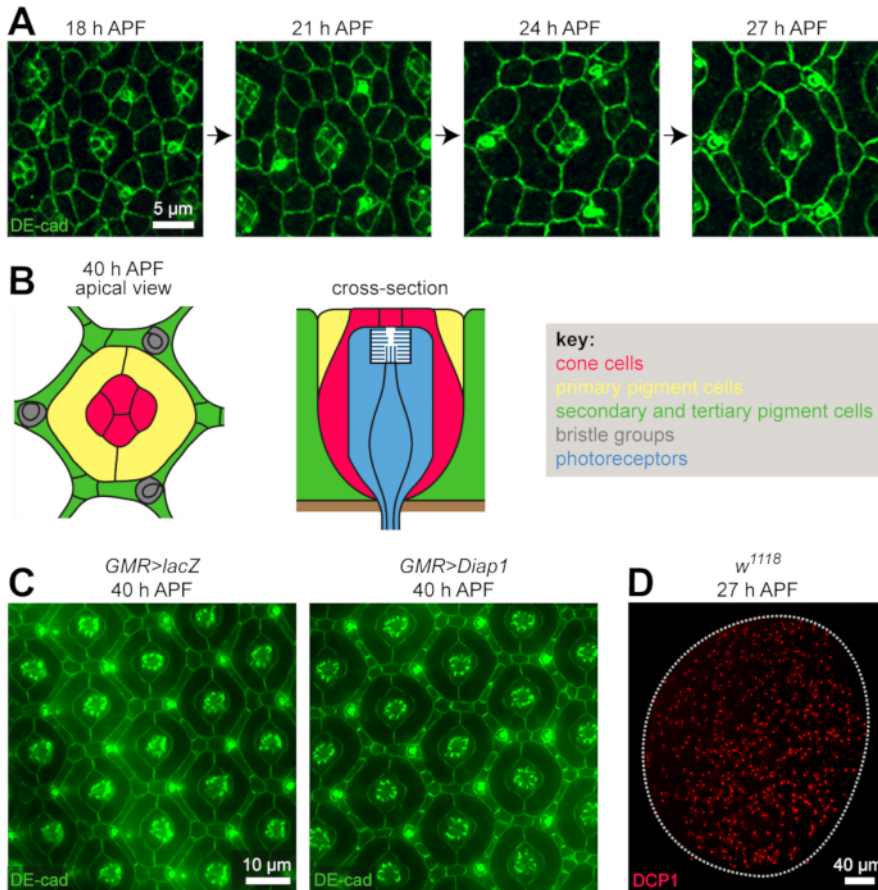 A
18 h APF
21 h APF
24 h APF
27 h APF
DE-cad
5 µm
B
40 h APF
apical view
cross-section
key:
cone cells
primary pigment cells
secondary and tertiary pigment cells
bristle groups
photoreceptors
C
GMR>lacZ
40 h APF
GMR>Diap1
40 h APF
D
w1118
27 h APF
DE-cad
10 µm
DE-cad
DCP1
40 µm